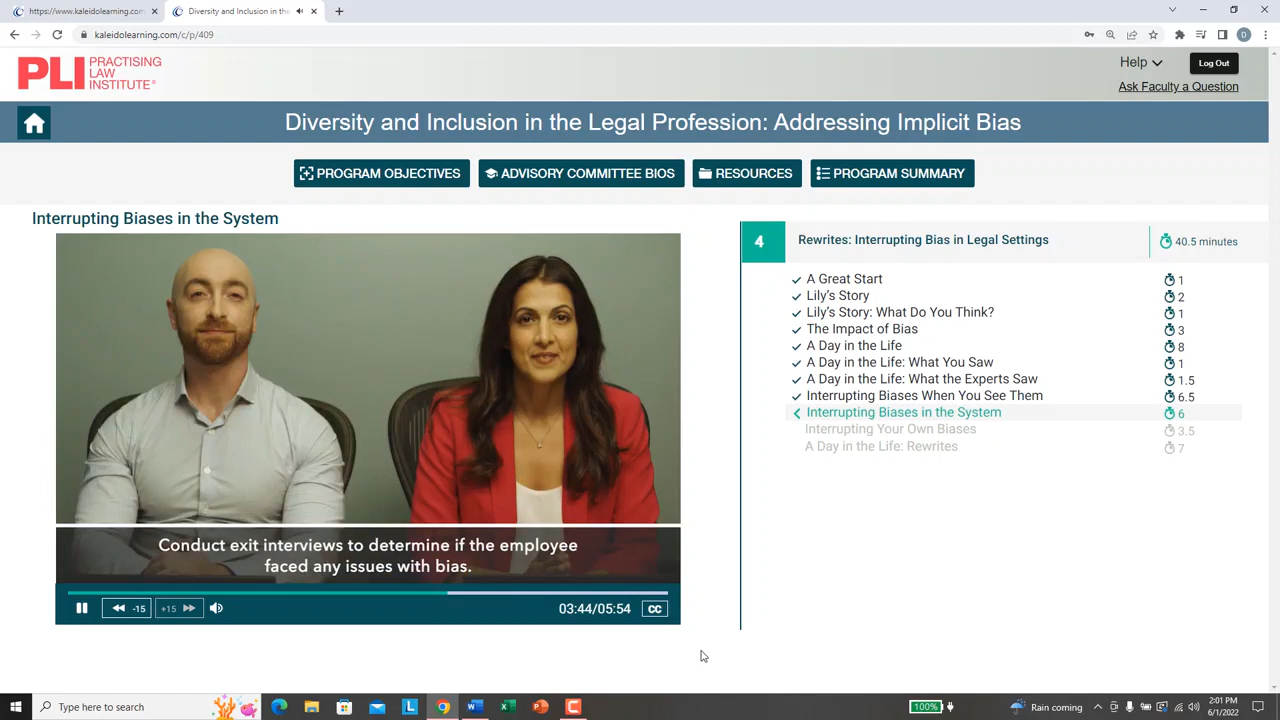 https://www.kaleidolearning.com
Diversity and Inclusion in the
kaleidolearning.com/c/p/409
D
PLI PRACTISING
LAW
INSTITUTE®
Help
Log Out
Ask Faculty a Question
Diversity and Inclusion in the Legal Profession: Addressing Implicit Bias
PROGRAM OBJECTIVES
ADVISORY COMMITTEE BIOS
RESOURCES
PROGRAM SUMMARY
Interrupting Biases in the System
4 Rewrites: Interrupting Bias in Legal Settings 40.5 minutes
A Great Start 1
Lily's Story 2
Lily's Story: What Do You Think? 1
The Impact of Bias 3
A Day in the Life 8
A Day in the Life: What You Saw 1
A Day in the Life: What the Experts Saw 1.5
Interrupting Biases When You See Them 6.5
Interrupting Biases in the System 6
Interrupting Your Own Biases 3.5
A Day in the Life: Rewrites 7
Conduct exit interviews to determine if the employee
faced any issues with bias.
-15 +15 03:44/05:54 CC
Type here to search
L
100%
Rain coming
2:01 PM
6/1/2022